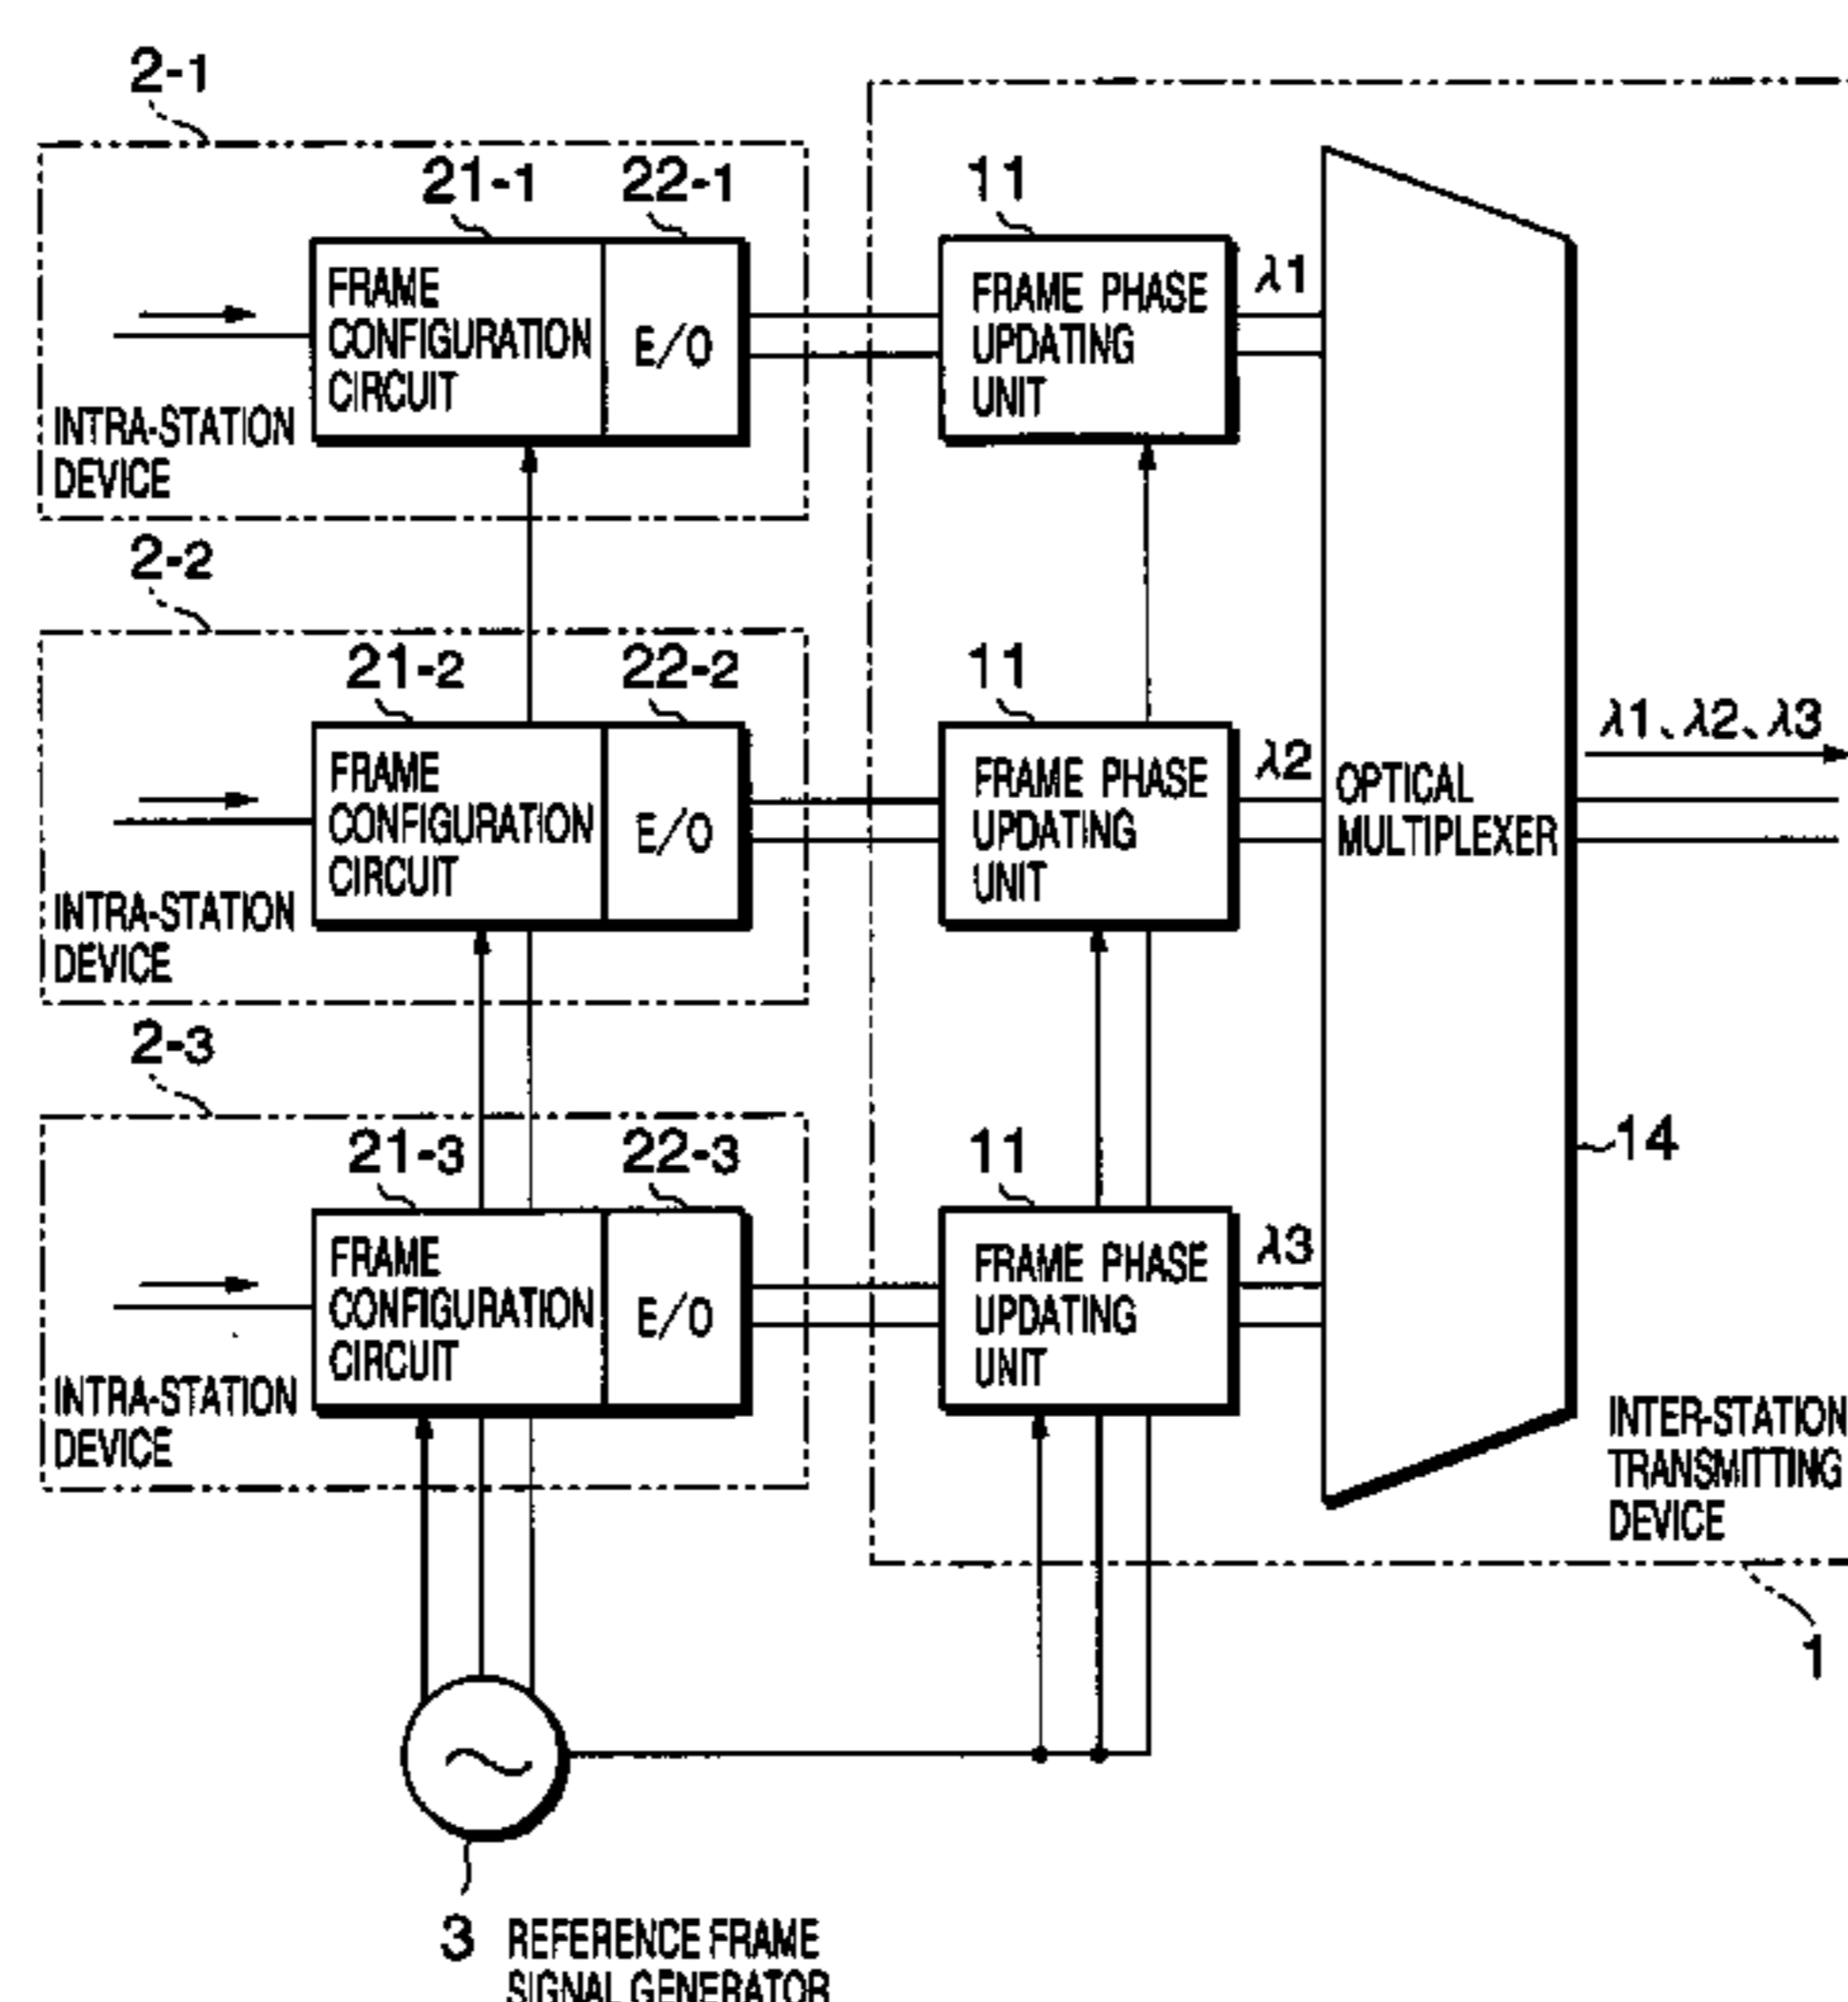 2-1
21-1
22-1
11
FRAME
CONFIGURATION
CIRCUIT
E/O
FRAME PHASE
UPDATING
UNIT
λ1
INTRA-STATION
DEVICE
2-2
21-2
22-2
11
FRAME
CONFIGURATION
CIRCUIT
E/O
FRAME PHASE
UPDATING
UNIT
λ2
OPTICAL
MULTIPLEXER
λ1、λ2、λ3
INTRA-STATION
DEVICE
2-3
21-3
22-3
11
14
FRAME
CONFIGURATION
CIRCUIT
E/O
FRAME PHASE
UPDATING
UNIT
λ3
INTRA-STATION
DEVICE
INTER-STATION
TRANSMITTING
DEVICE
1
3
REFERENCE FRAME
SIGNAL GENERATOR